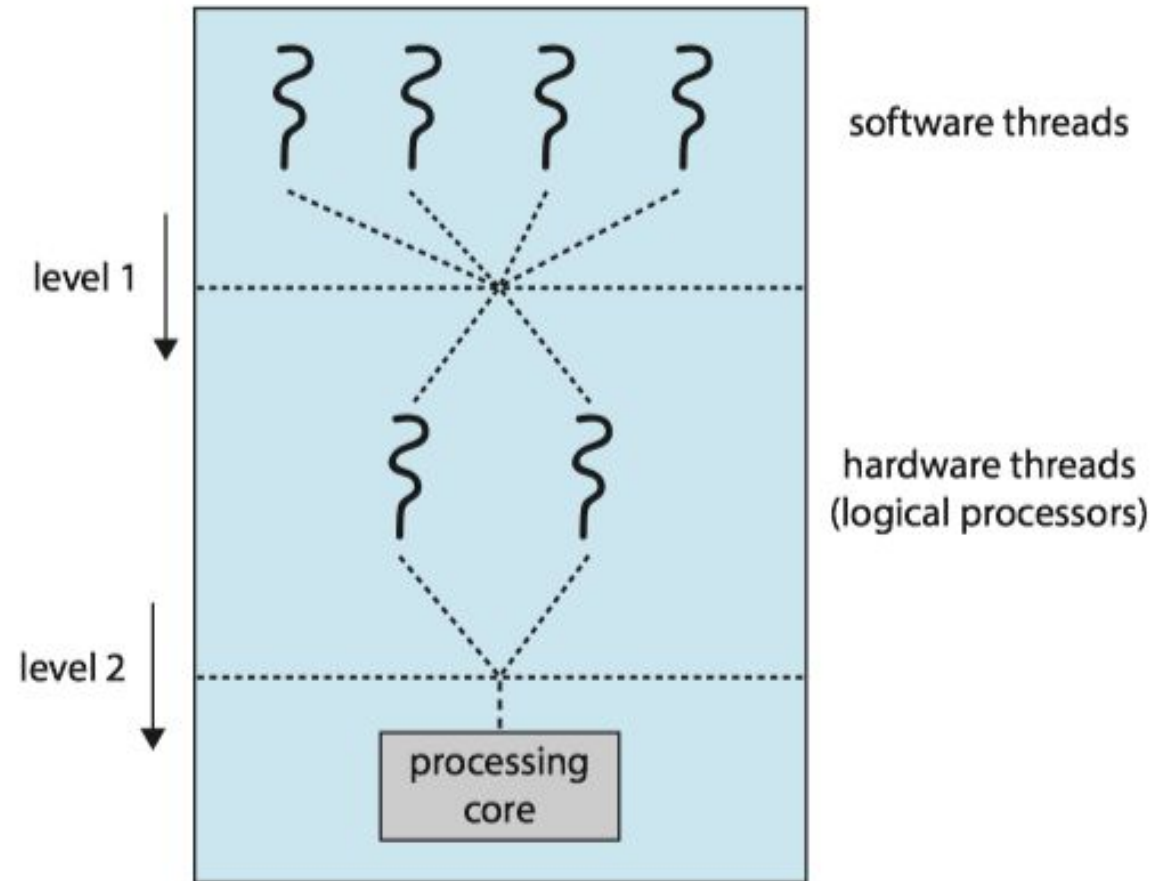 software threads
level 1
hardware threads
(logical processors)
level 2
processing
core